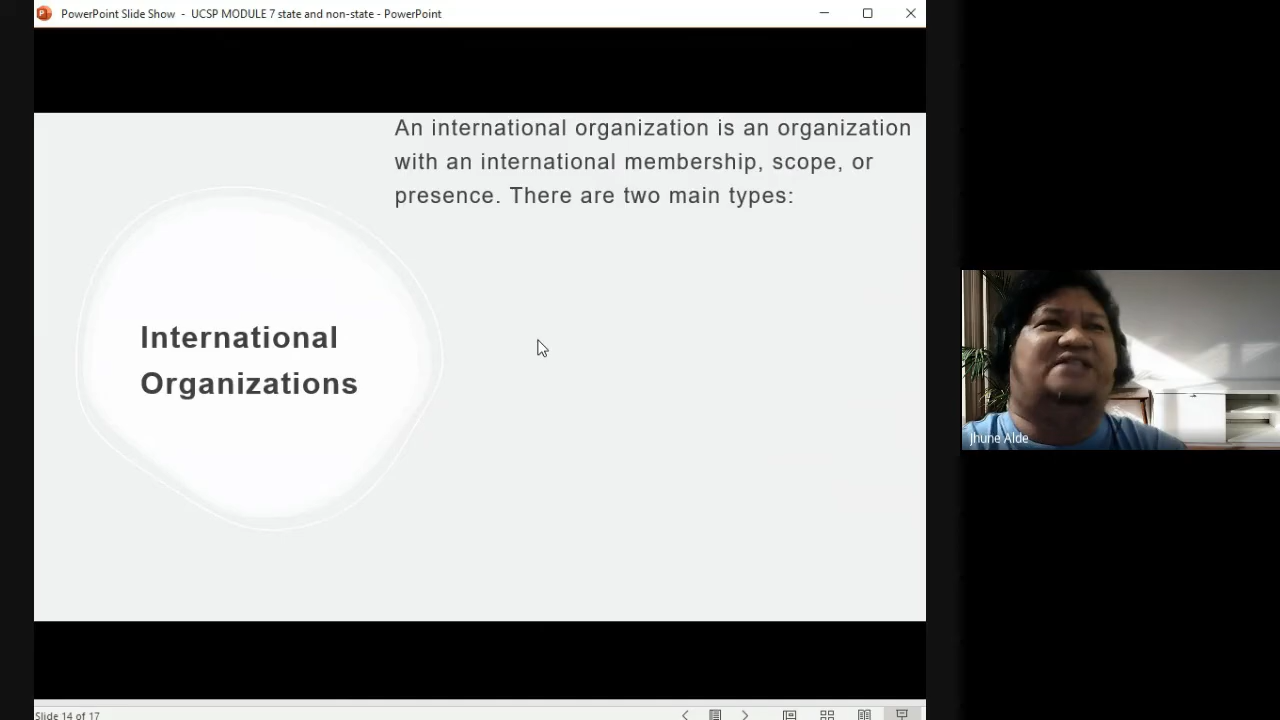 PowerPoint Slide Show - UCSP MODULE 7 state and non-state - PowerPoint
An international organization is an organization
with an international membership, scope, or
presence. There are two main types:
International
Organizations
Jhune Alde
Slide 14 of 17